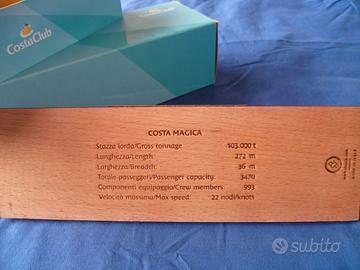 CostaClub
COSTA MAGICA
Stazza lorda/Gross tonnage 103.000 t
Lunghezza/Length: 272 m
Larghezza/Breadth: 36 m
Totale passeggeri/Passenger capacity: 3470
Componenti equipaggio/Crew members 993
Velocità massima/Max speed 22 nodi/knots
subito